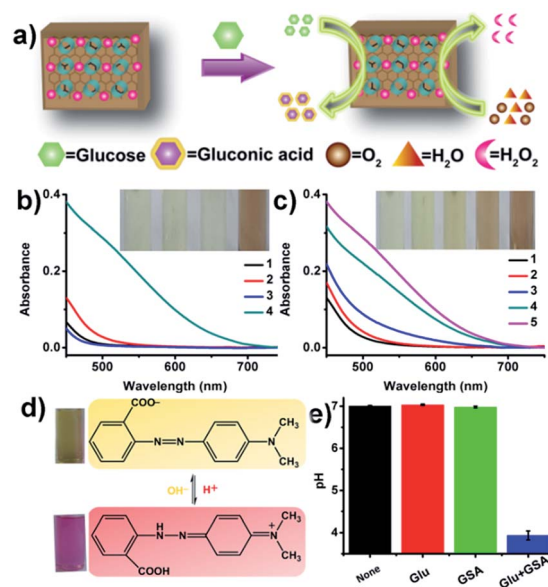 a)
=Glucose =Gluconic acid =O₂ =H₂O =H₂O₂
b)
0.4
0.2
0.0
Absorbance
1
2
3
4
500 600 700
Wavelength (nm)
c)
0.4
0.2
0.0
Absorbance
1
2
3
4
5
500 600 700
Wavelength (nm)
d)
COO⁻
N=N
N
CH₃
CH₃
OH⁻ H⁺
H
N-N
N⁺
CH₃
CH₃
COOH
e)
7
6
5
4
pH
None Glu GSA Glu+GSA